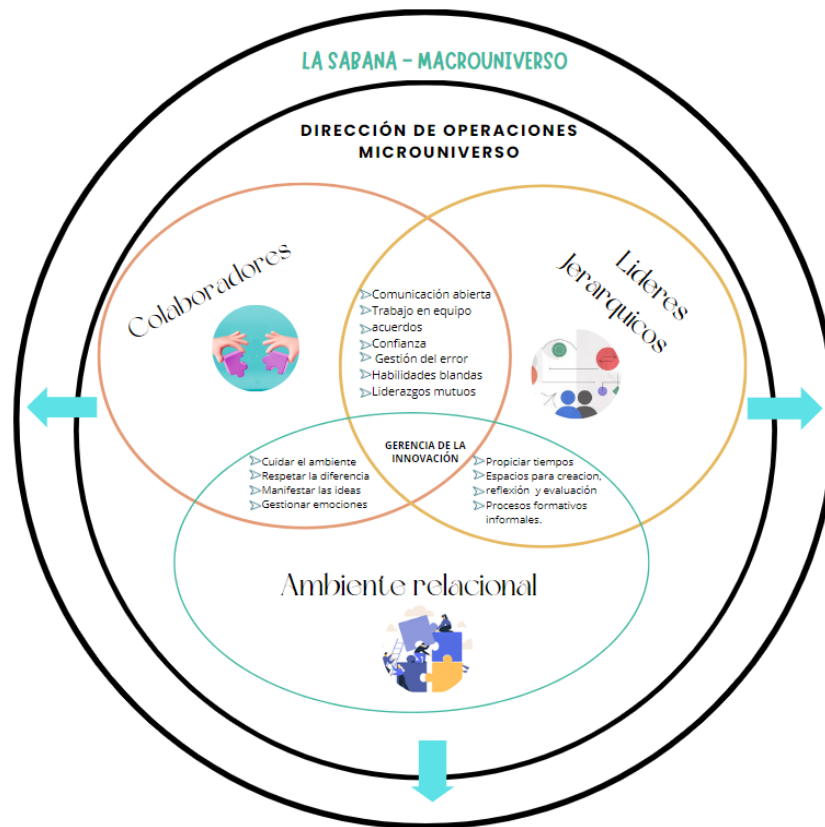 LA SABANA – MACROUNIVERSO
DIRECCIÓN DE OPERACIONES
MICROUNIVERSO
Colaboradores
Lideres
Jerarquicos
Comunicación abierta
Trabajo en equipo
acuerdos
Confianza
Gestión del error
Habilidades blandas
Liderazgos mutuos
GERENCIA DE LA
INNOVACIÓN
Cuidar el ambiente
Respetar la diferencia
Manifestar las ideas
Gestionar emociones
Propiciar tiempos
Espacios para creacion,
reflexión y evaluación
Procesos formativos
informales.
Ambiente relacional